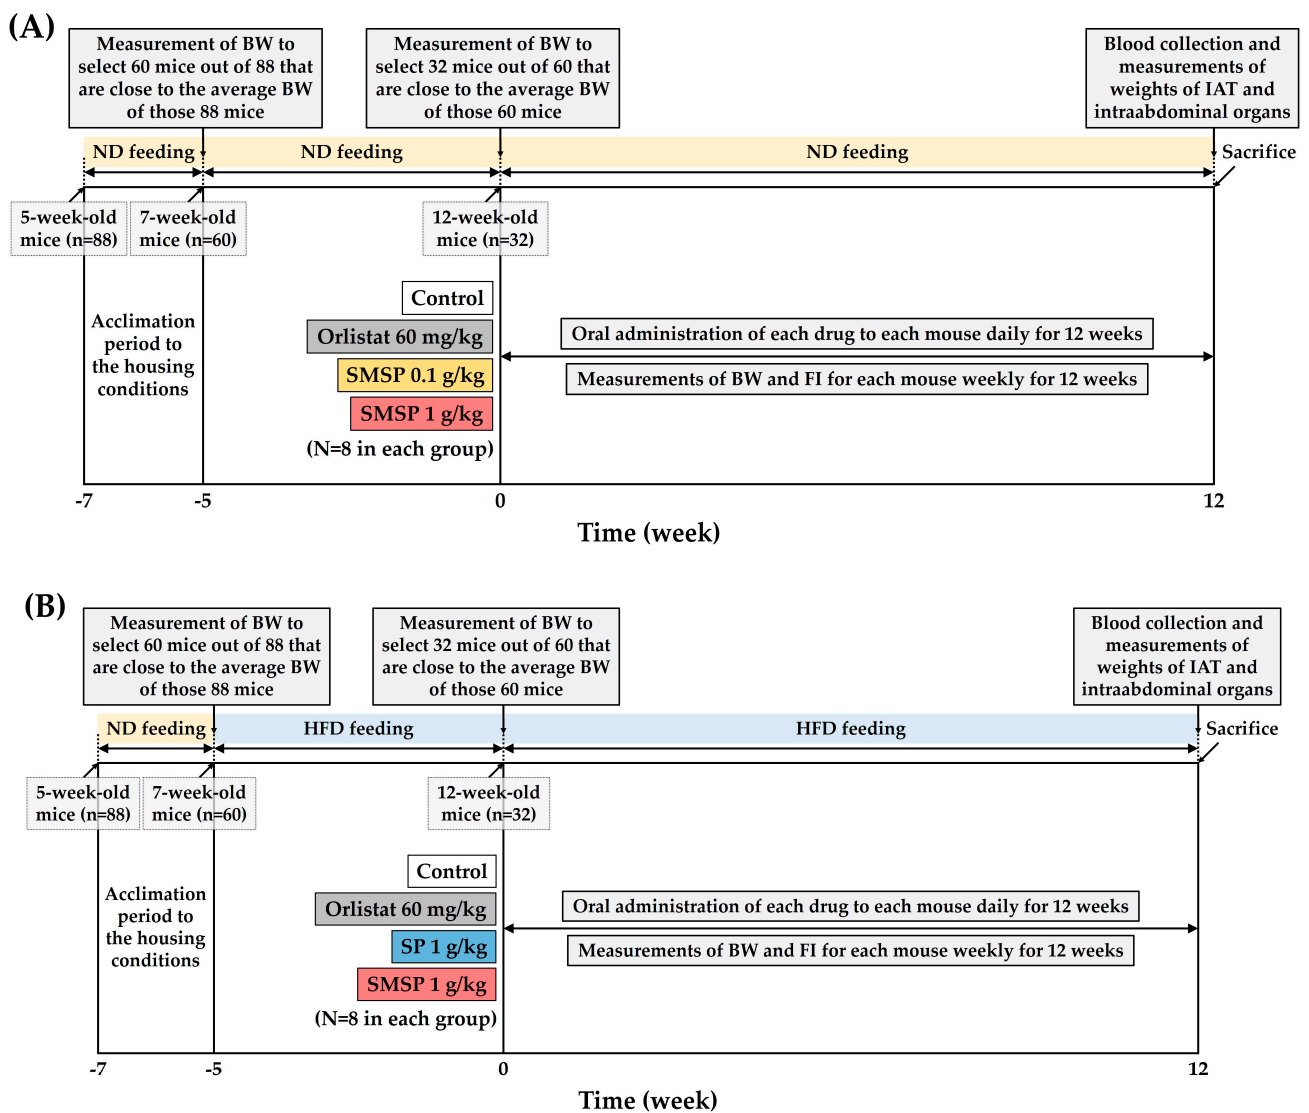 (A)
Measurement of BW to
select 60 mice out of 88 that
are close to the average BW
of those 88 mice
Measurement of BW to
select 32 mice out of 60 that
are close to the average BW
of those 60 mice
Blood collection and
measurements of
weights of IAT and
intraabdominal organs
ND feeding
ND feeding
ND feeding
Sacrifice
5-week-old
mice (n=88)
7-week-old
mice (n=60)
12-week-old
mice (n=32)
Acclimation
period to
the housing
conditions
Control
Orlistat 60 mg/kg
SMSP 0.1 g/kg
SMSP 1 g/kg
(N=8 in each group)
Oral administration of each drug to each mouse daily for 12 weeks
Measurements of BW and FI for each mouse weekly for 12 weeks
-7
-5
0
12
Time (week)
(B)
Measurement of BW to
select 60 mice out of 88 that
are close to the average BW
of those 88 mice
Measurement of BW to
select 32 mice out of 60 that
are close to the average BW
of those 60 mice
Blood collection and
measurements of
weights of IAT and
intraabdominal organs
ND feeding
HFD feeding
HFD feeding
Sacrifice
5-week-old
mice (n=88)
7-week-old
mice (n=60)
12-week-old
mice (n=32)
Acclimation
period to
the housing
conditions
Control
Orlistat 60 mg/kg
SP 1 g/kg
SMSP 1 g/kg
(N=8 in each group)
Oral administration of each drug to each mouse daily for 12 weeks
Measurements of BW and FI for each mouse weekly for 12 weeks
-7
-5
0
12
Time (week)